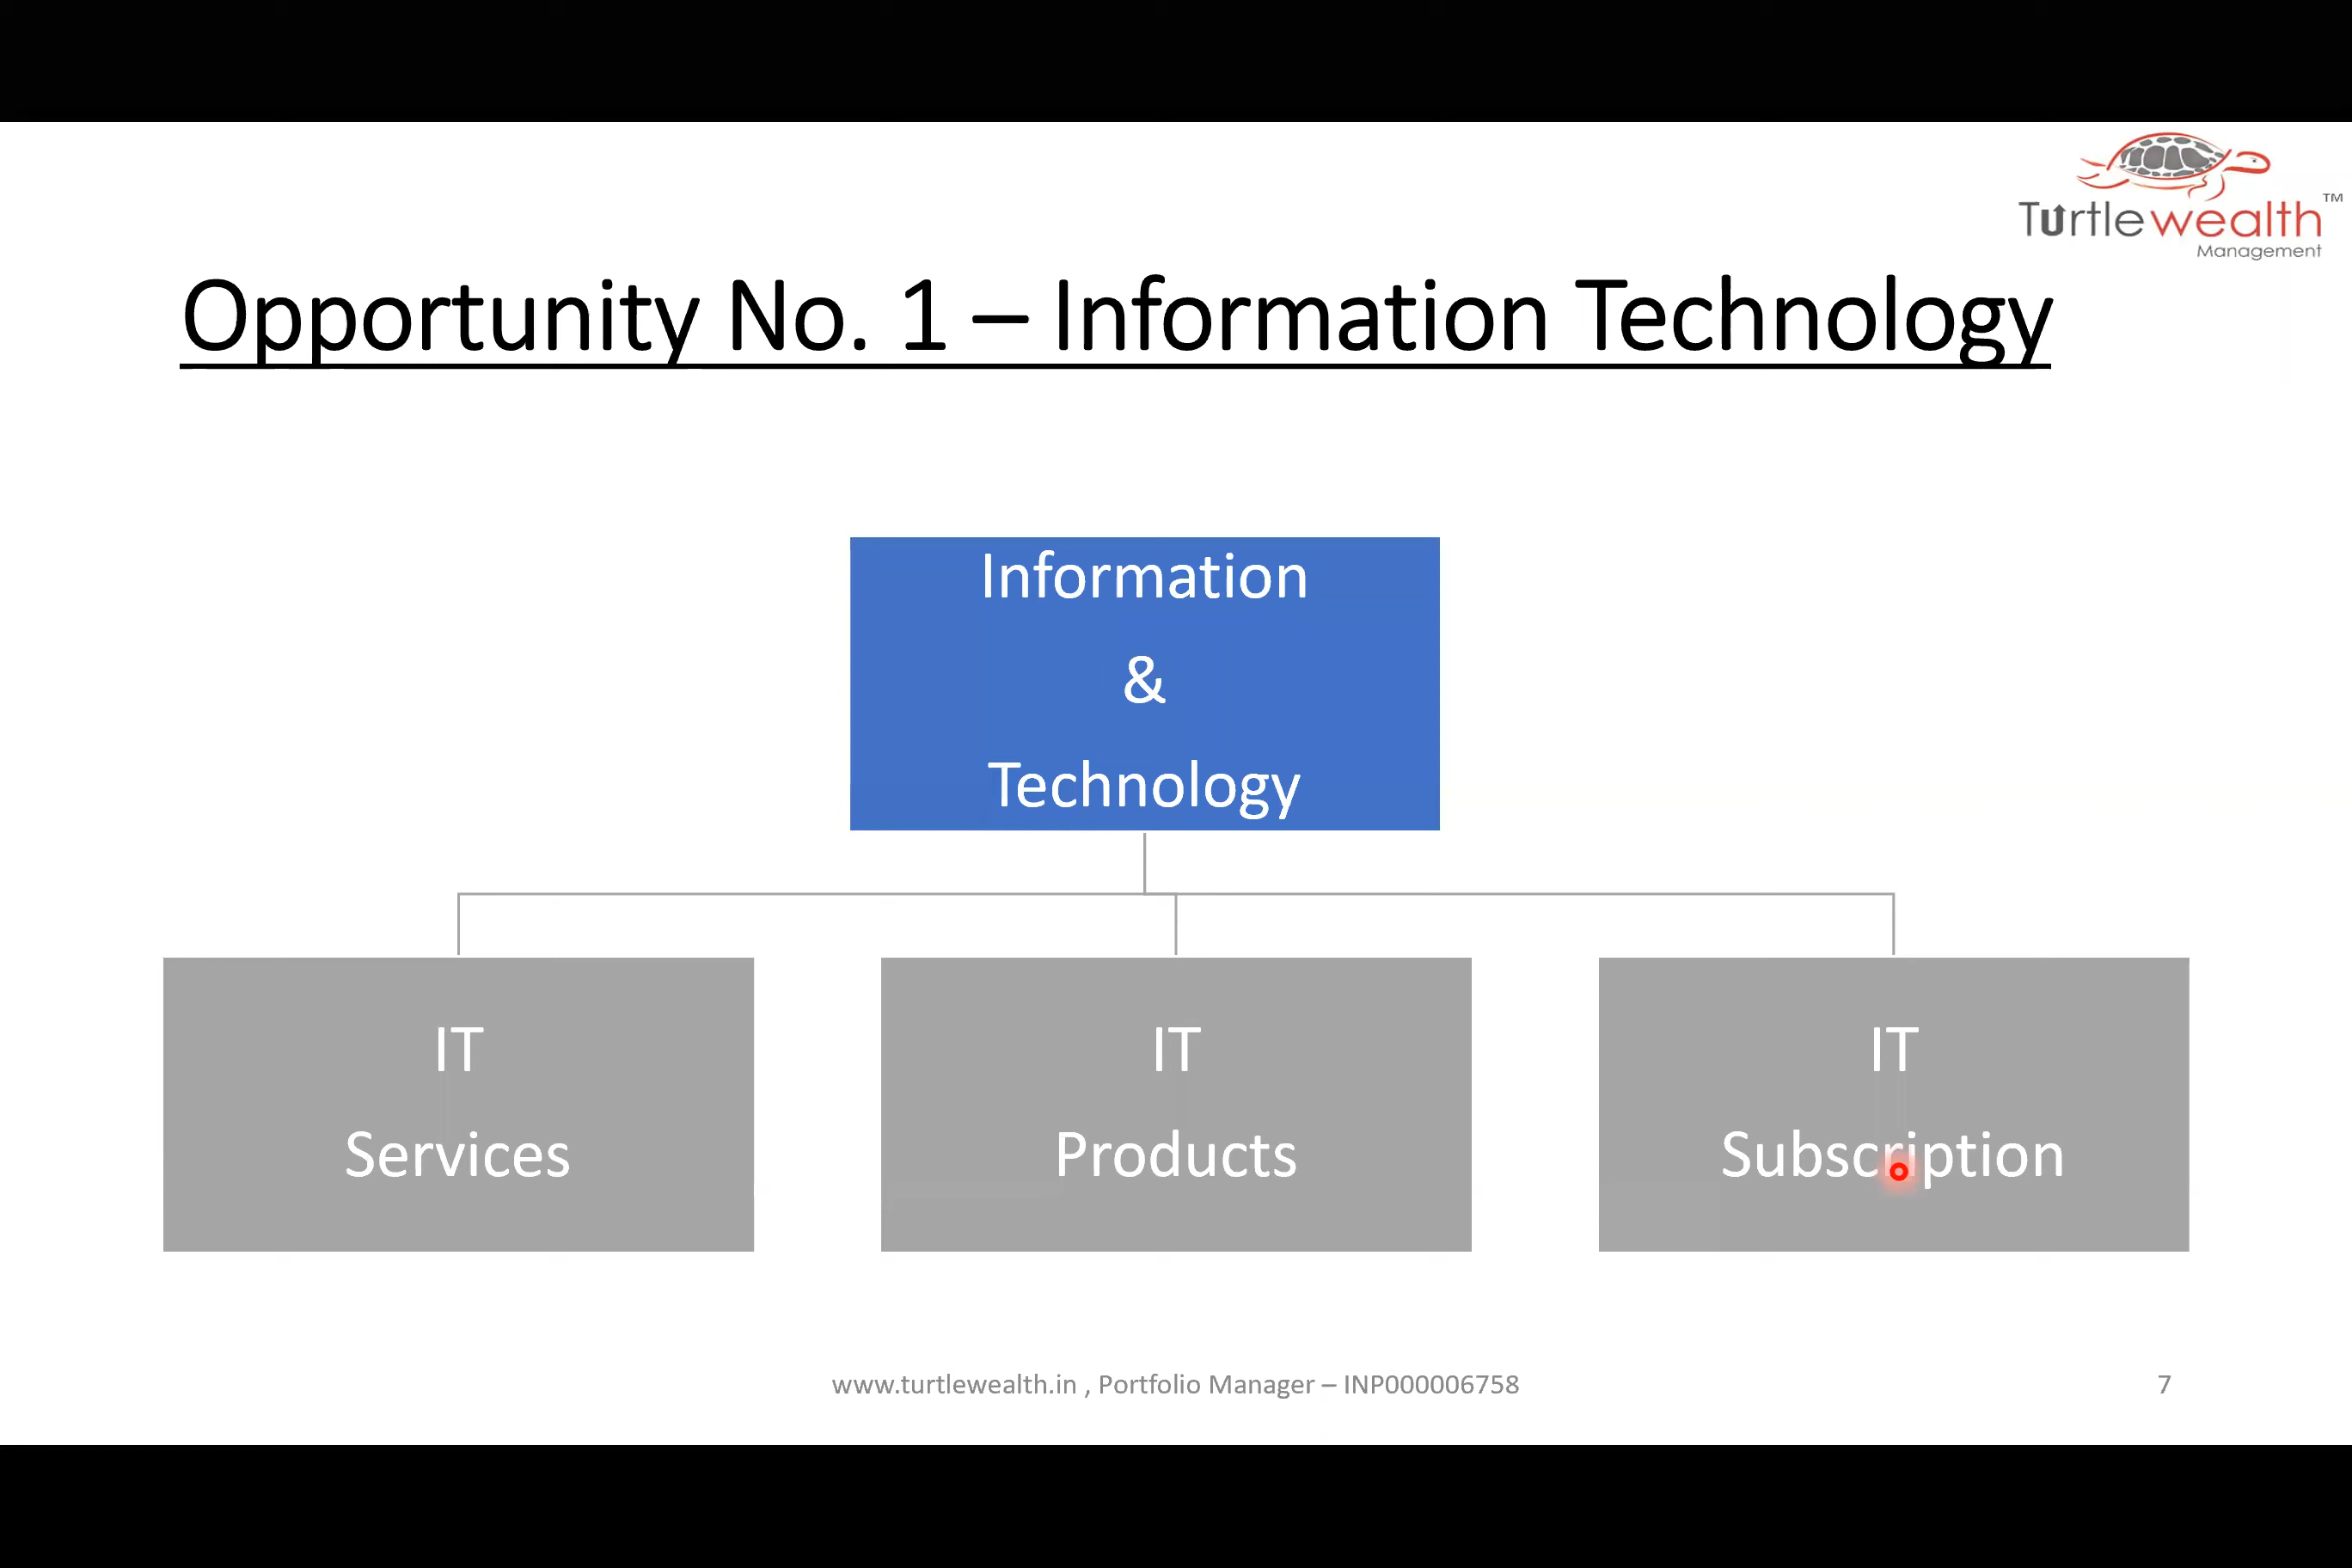 Turtlewealth™
Management
Opportunity No. 1 – Information Technology
Information
&
Technology
IT
Services
IT
Products
IT
Subscription
www.turtlewealth.in , Portfolio Manager – INP000006758
7